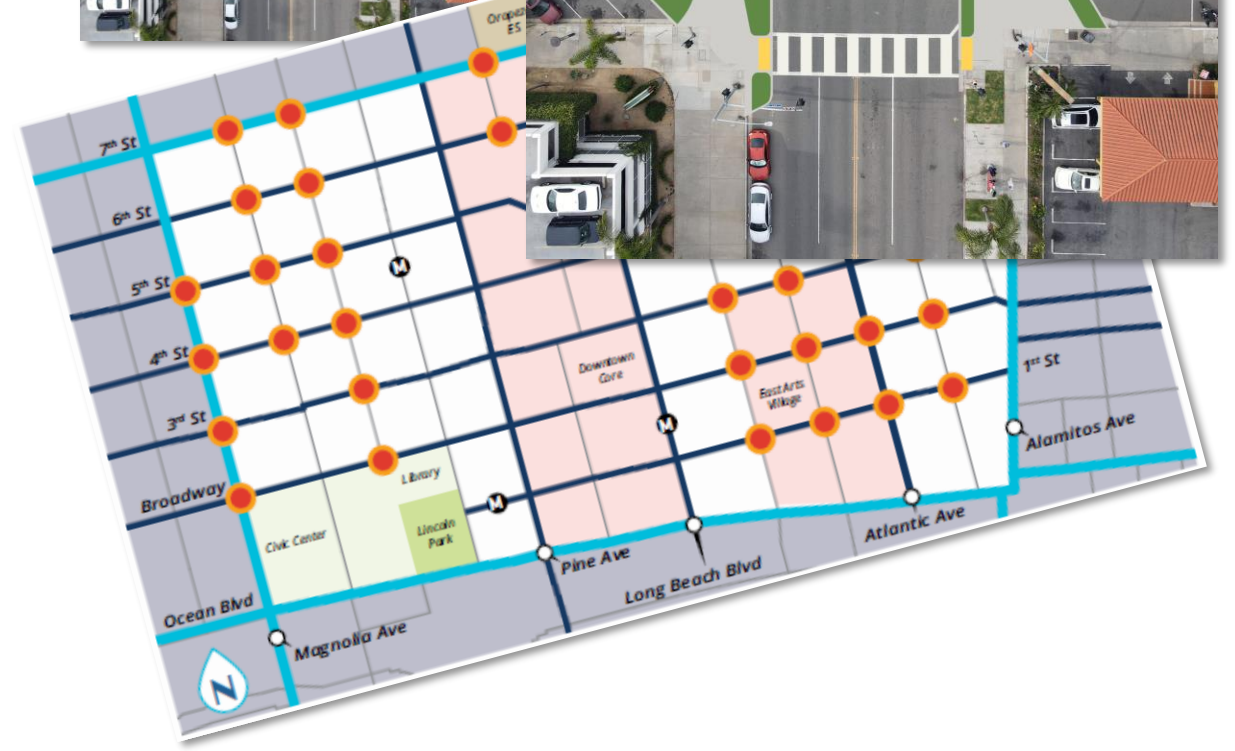 Orope
ES
7th St
6th St
5th St
4th St
3rd St
Broadway
Ocean Blvd
M
Downtown
Core
East Arts
Village
M
Library
M
Lincoln
Park
Civic Center
1st St
Alamitos Ave
Atlantic Ave
Long Beach Blvd
Pine Ave
Magnolia Ave
N